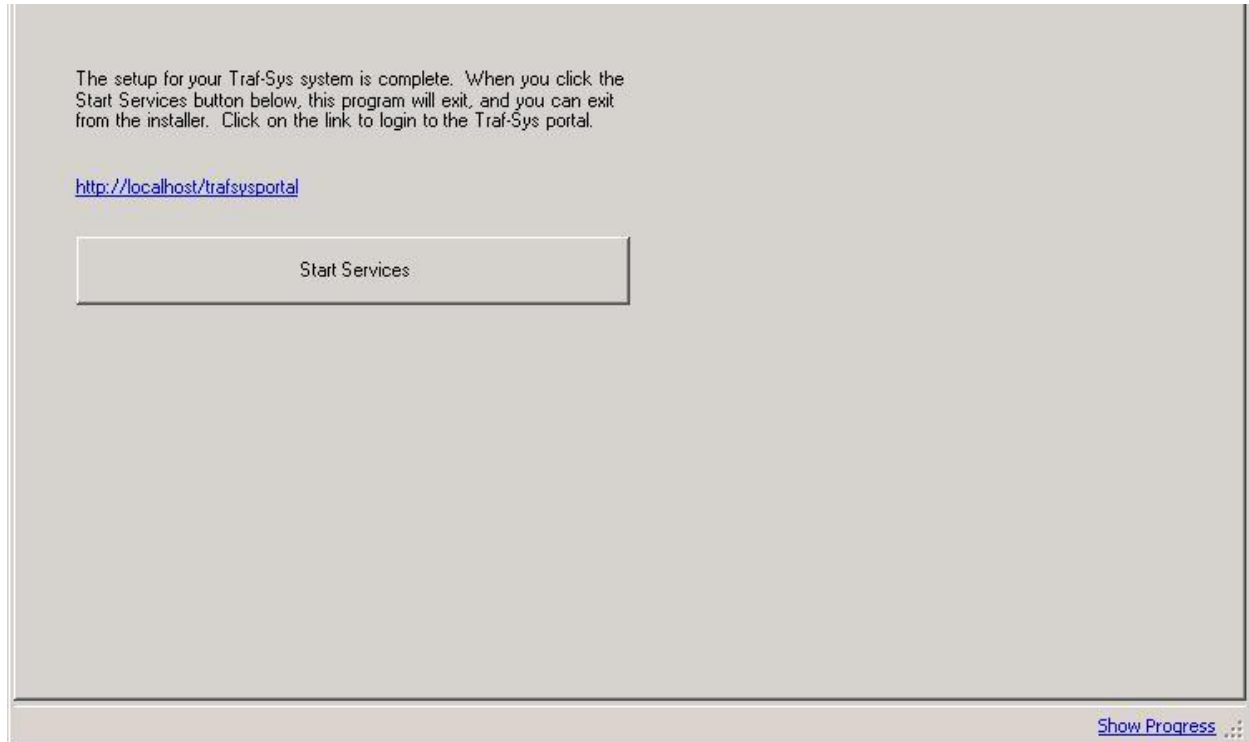 The setup for your Traf-Sys system is complete.  When you click the
Start Services button below, this program will exit, and you can exit
from the installer.  Click on the link to login to the Traf-Sys portal.
http://localhost/trafsysportal
Start Services
Show Progress